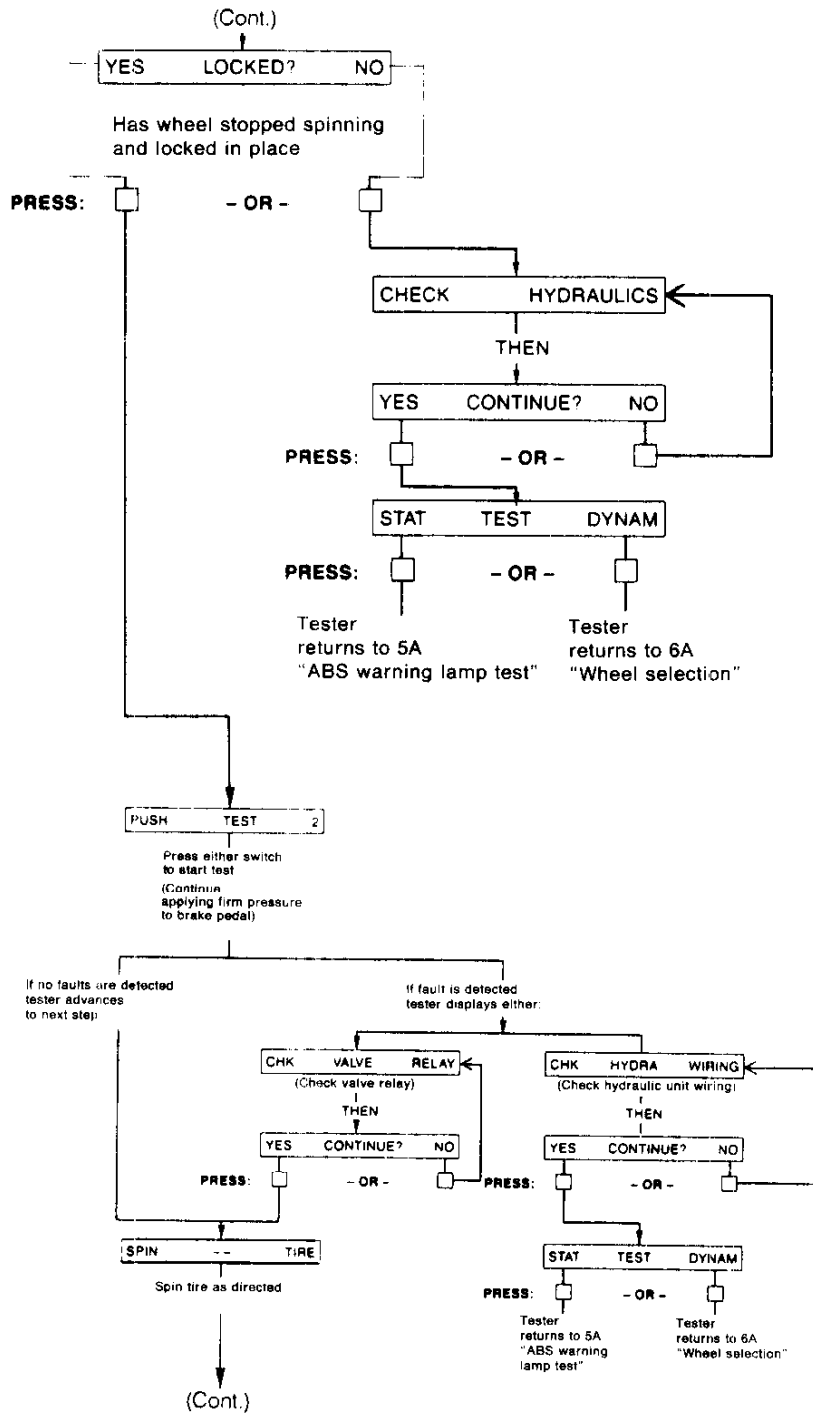 (Cont.)
YES LOCKED? NO
Has wheel stopped spinning
and locked in place
PRESS: – OR –
CHECK HYDRAULICS
THEN
YES CONTINUE? NO
PRESS: – OR –
STAT TEST DYNAM
PRESS: – OR –
Tester
returns to 5A
"ABS warning lamp test"
Tester
returns to 6A
"Wheel selection"
PUSH TEST 2
Press either switch
to start test
(Continue
applying firm pressure
to brake pedal)
If no faults are detected
tester advances
to next step
If fault is detected
tester displays either:
CHK VALVE RELAY
(Check valve relay)
THEN
YES CONTINUE? NO
PRESS: – OR –
CHK HYDRA WIRING
(Check hydraulic unit wiring)
THEN
YES CONTINUE? NO
PRESS: – OR –
SPIN -- TIRE
Spin tire as directed
STAT TEST DYNAM
PRESS: – OR –
Tester
returns to 5A
"ABS warning
lamp test"
Tester
returns to 6A
"Wheel selection"
(Cont.)